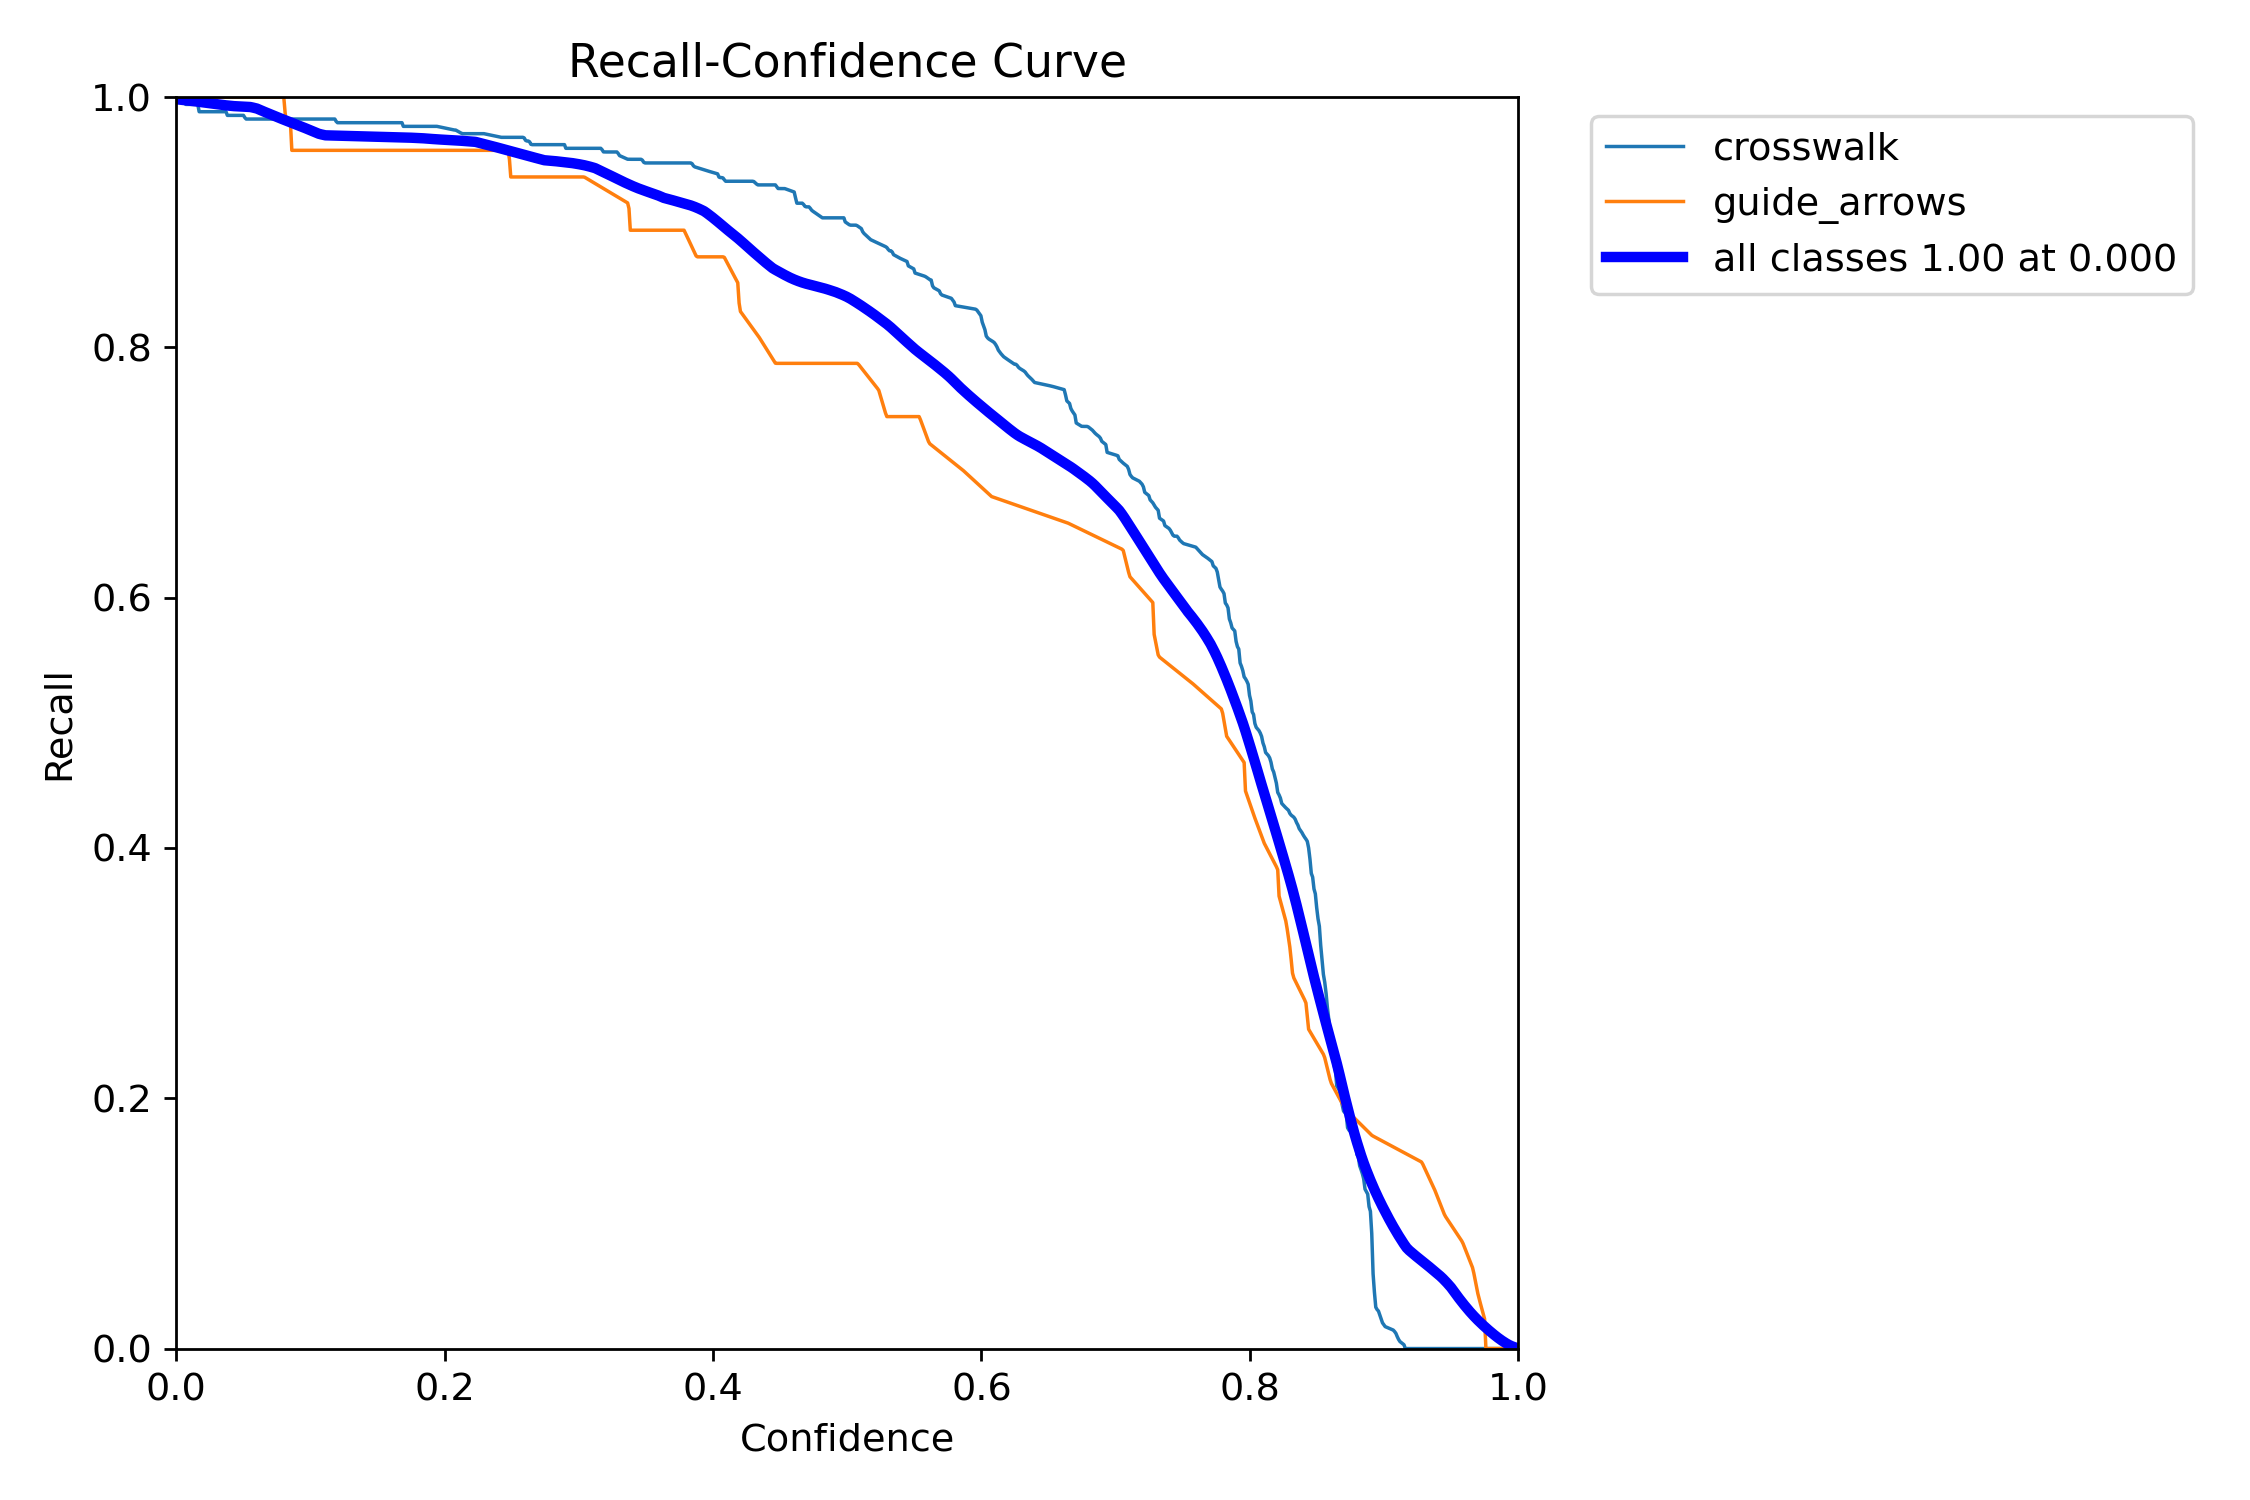 Recall-Confidence Curve
1.0
0.8
0.6
0.4
0.2
0.0
Recall
0.0 0.2 0.4 0.6 0.8 1.0
Confidence
crosswalk
guide_arrows
all classes 1.00 at 0.000